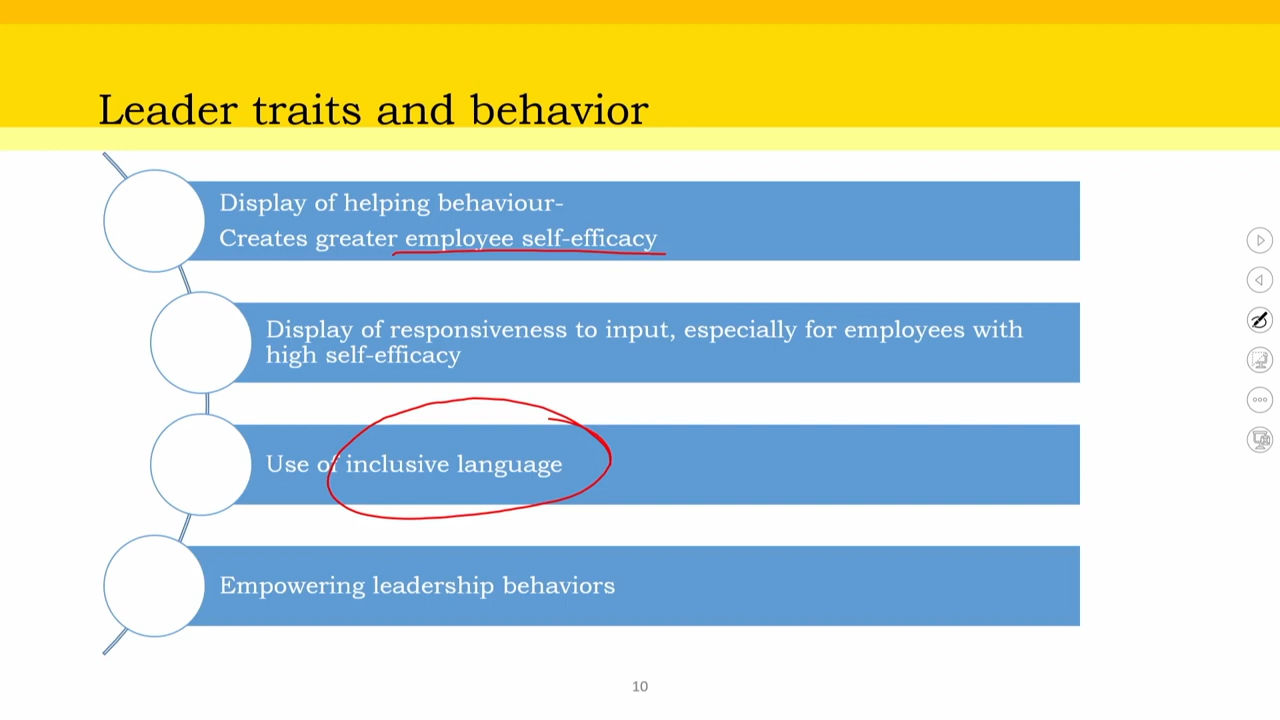 Leader traits and behavior
Display of helping behaviour-
Creates greater employee self-efficacy
Display of responsiveness to input, especially for employees with
high self-efficacy
Use of inclusive language
Empowering leadership behaviors
10